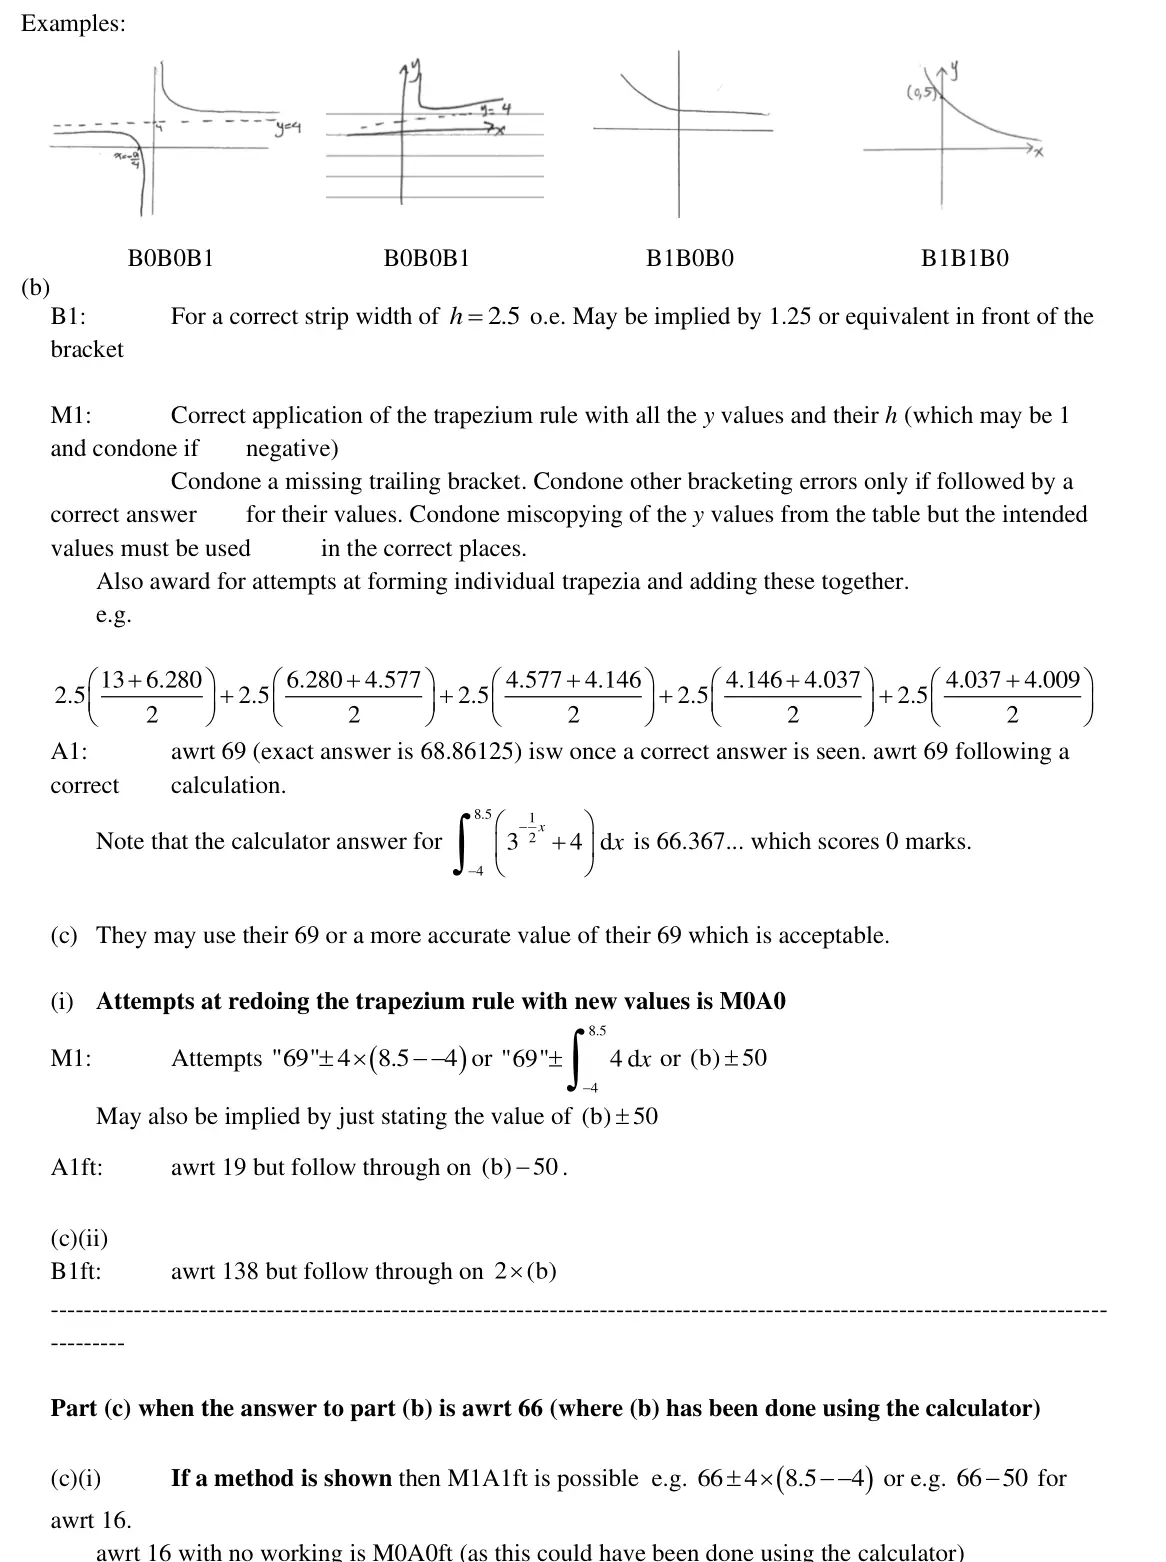 Examples:
y
y=4
4
x=-a/4
y= 4
x
y
(0,5)
x
B0B0B1 B0B0B1 B1B0B0 B1B1B0
(b)
B1: For a correct strip width of h = 2.5 o.e. May be implied by 1.25 or equivalent in front of the
bracket
M1: Correct application of the trapezium rule with all the y values and their h (which may be 1
and condone if negative)
Condone a missing trailing bracket. Condone other bracketing errors only if followed by a
correct answer for their values. Condone miscopying of the y values from the table but the intended
values must be used in the correct places.
Also award for attempts at forming individual trapezia and adding these together.
e.g.
2.5((13+6.280)/2)+2.5((6.280+4.577)/2)+2.5((4.577+4.146)/2)+2.5((4.146+4.037)/2)+2.5((4.037+4.009)/2)
A1: awrt 69 (exact answer is 68.86125) isw once a correct answer is seen. awrt 69 following a
correct calculation.
Note that the calculator answer for ∫_{-4}^{8.5} (3^{-1/2 x} + 4) dx is 66.367... which scores 0 marks.
(c) They may use their 69 or a more accurate value of their 69 which is acceptable.
(i) Attempts at redoing the trapezium rule with new values is M0A0
M1: Attempts "69"±4×(8.5−−4) or "69"± ∫_{-4}^{8.5} 4 dx or (b)±50
May also be implied by just stating the value of (b)±50
A1ft: awrt 19 but follow through on (b)−50.
(c)(ii)
B1ft: awrt 138 but follow through on 2×(b)
--------------------------------------------------------------------------------------------------------------------------------
---------
Part (c) when the answer to part (b) is awrt 66 (where (b) has been done using the calculator)
(c)(i) If a method is shown then M1A1ft is possible e.g. 66±4×(8.5−−4) or e.g. 66−50 for
awrt 16.
awrt 16 with no working is M0A0ft (as this could have been done using the calculator)